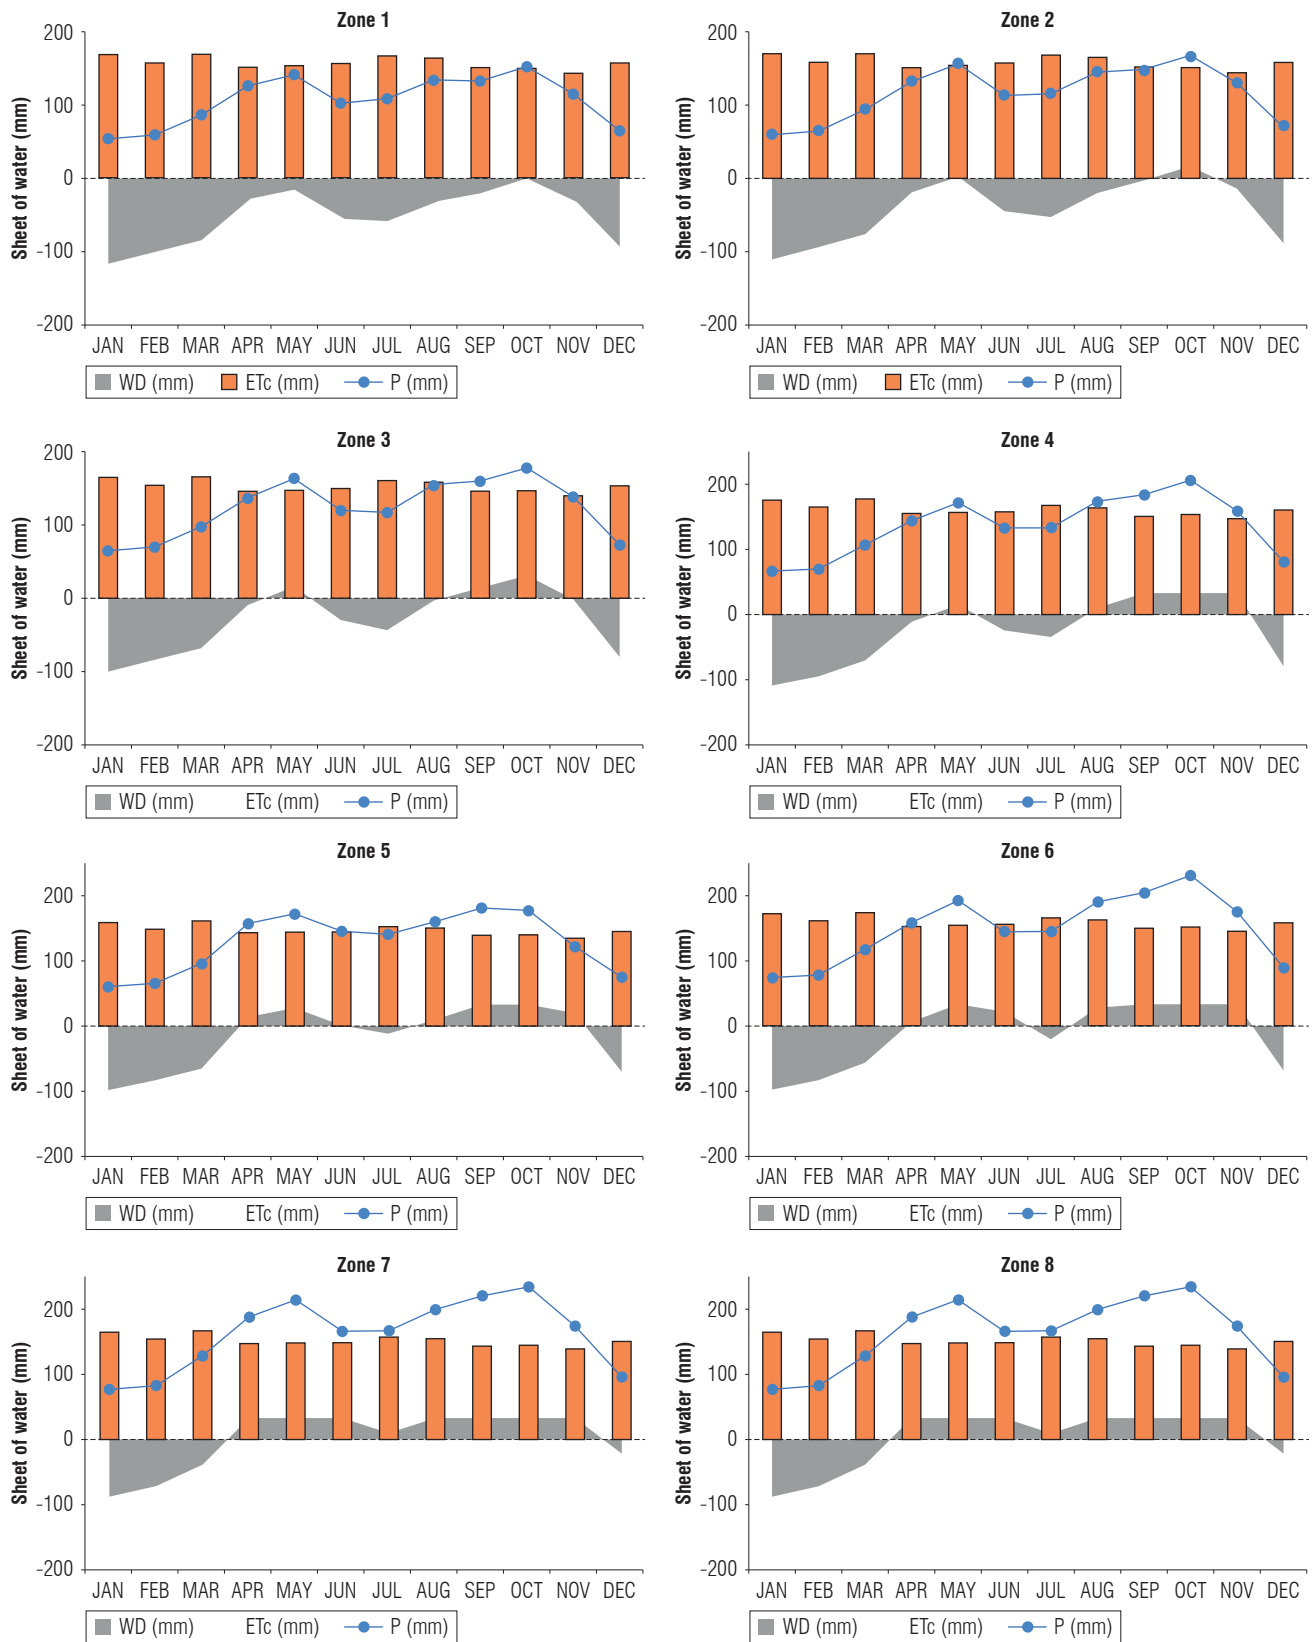 Zone 1
Sheet of water (mm)
200
100
0
-100
-200
JAN FEB MAR APR MAY JUN JUL AUG SEP OCT NOV DEC
WD (mm) ETc (mm) P (mm)
Zone 2
Sheet of water (mm)
200
100
0
-100
-200
JAN FEB MAR APR MAY JUN JUL AUG SEP OCT NOV DEC
WD (mm) ETc (mm) P (mm)
Zone 3
Sheet of water (mm)
200
100
0
-100
-200
JAN FEB MAR APR MAY JUN JUL AUG SEP OCT NOV DEC
WD (mm) ETc (mm) P (mm)
Zone 4
Sheet of water (mm)
200
100
0
-100
-200
JAN FEB MAR APR MAY JUN JUL AUG SEP OCT NOV DEC
WD (mm) ETc (mm) P (mm)
Zone 5
Sheet of water (mm)
200
100
0
-100
-200
JAN FEB MAR APR MAY JUN JUL AUG SEP OCT NOV DEC
WD (mm) ETc (mm) P (mm)
Zone 6
Sheet of water (mm)
200
100
0
-100
-200
JAN FEB MAR APR MAY JUN JUL AUG SEP OCT NOV DEC
WD (mm) ETc (mm) P (mm)
Zone 7
Sheet of water (mm)
200
100
0
-100
-200
JAN FEB MAR APR MAY JUN JUL AUG SEP OCT NOV DEC
WD (mm) ETc (mm) P (mm)
Zone 8
Sheet of water (mm)
200
100
0
-100
-200
JAN FEB MAR APR MAY JUN JUL AUG SEP OCT NOV DEC
WD (mm) ETc (mm) P (mm)